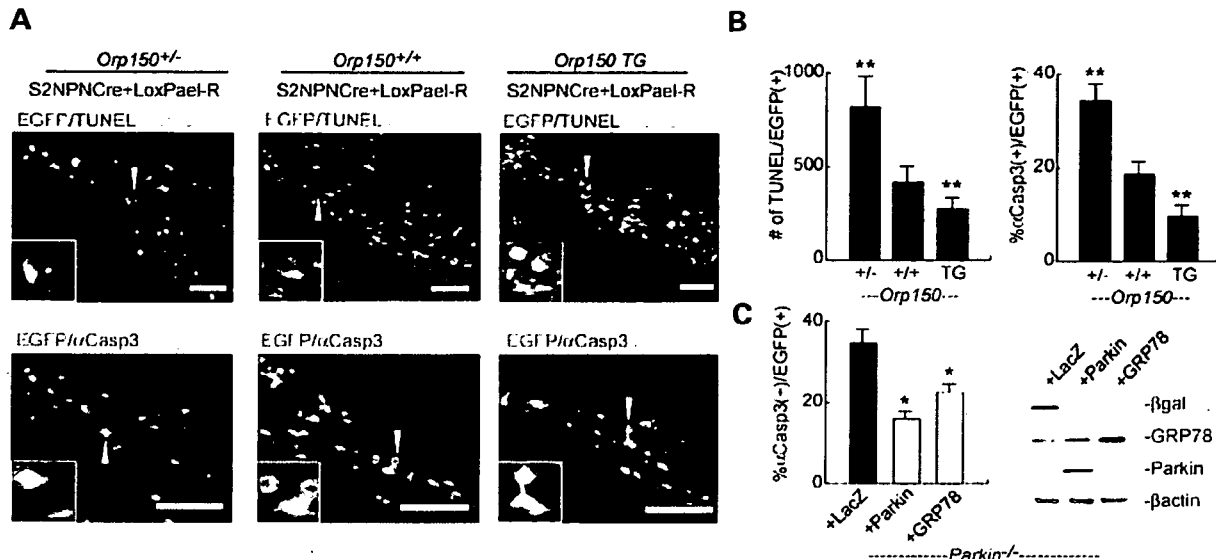 A
Orp150+/-
Orp150+/+
Orp150 TG
S2NPNCre+LoxPael-R
S2NPNCre+LoxPael-R
S2NPNCre+LoxPael-R
EGFP/TUNEL
EGFP/TUNEL
EGFP/TUNEL
EGFP/αCasp3
EGFP/αCasp3
EGFP/αCasp3
B
# of TUNEL/EGFP(+)
1000
500
0
**
**
+/-
+/+
TG
---Orp150---
%αCasp3(+)/EGFP(+)
40
20
0
**
**
+/-
+/+
TG
---Orp150---
C
%αCasp3(+)/EGFP(+)
40
20
0
*
*
+LacZ
+Parkin
+GRP78
+LacZ
+Parkin
+GRP78
-βgal
-GRP78
-Parkin
-βactin
-----------Parkin-/------------